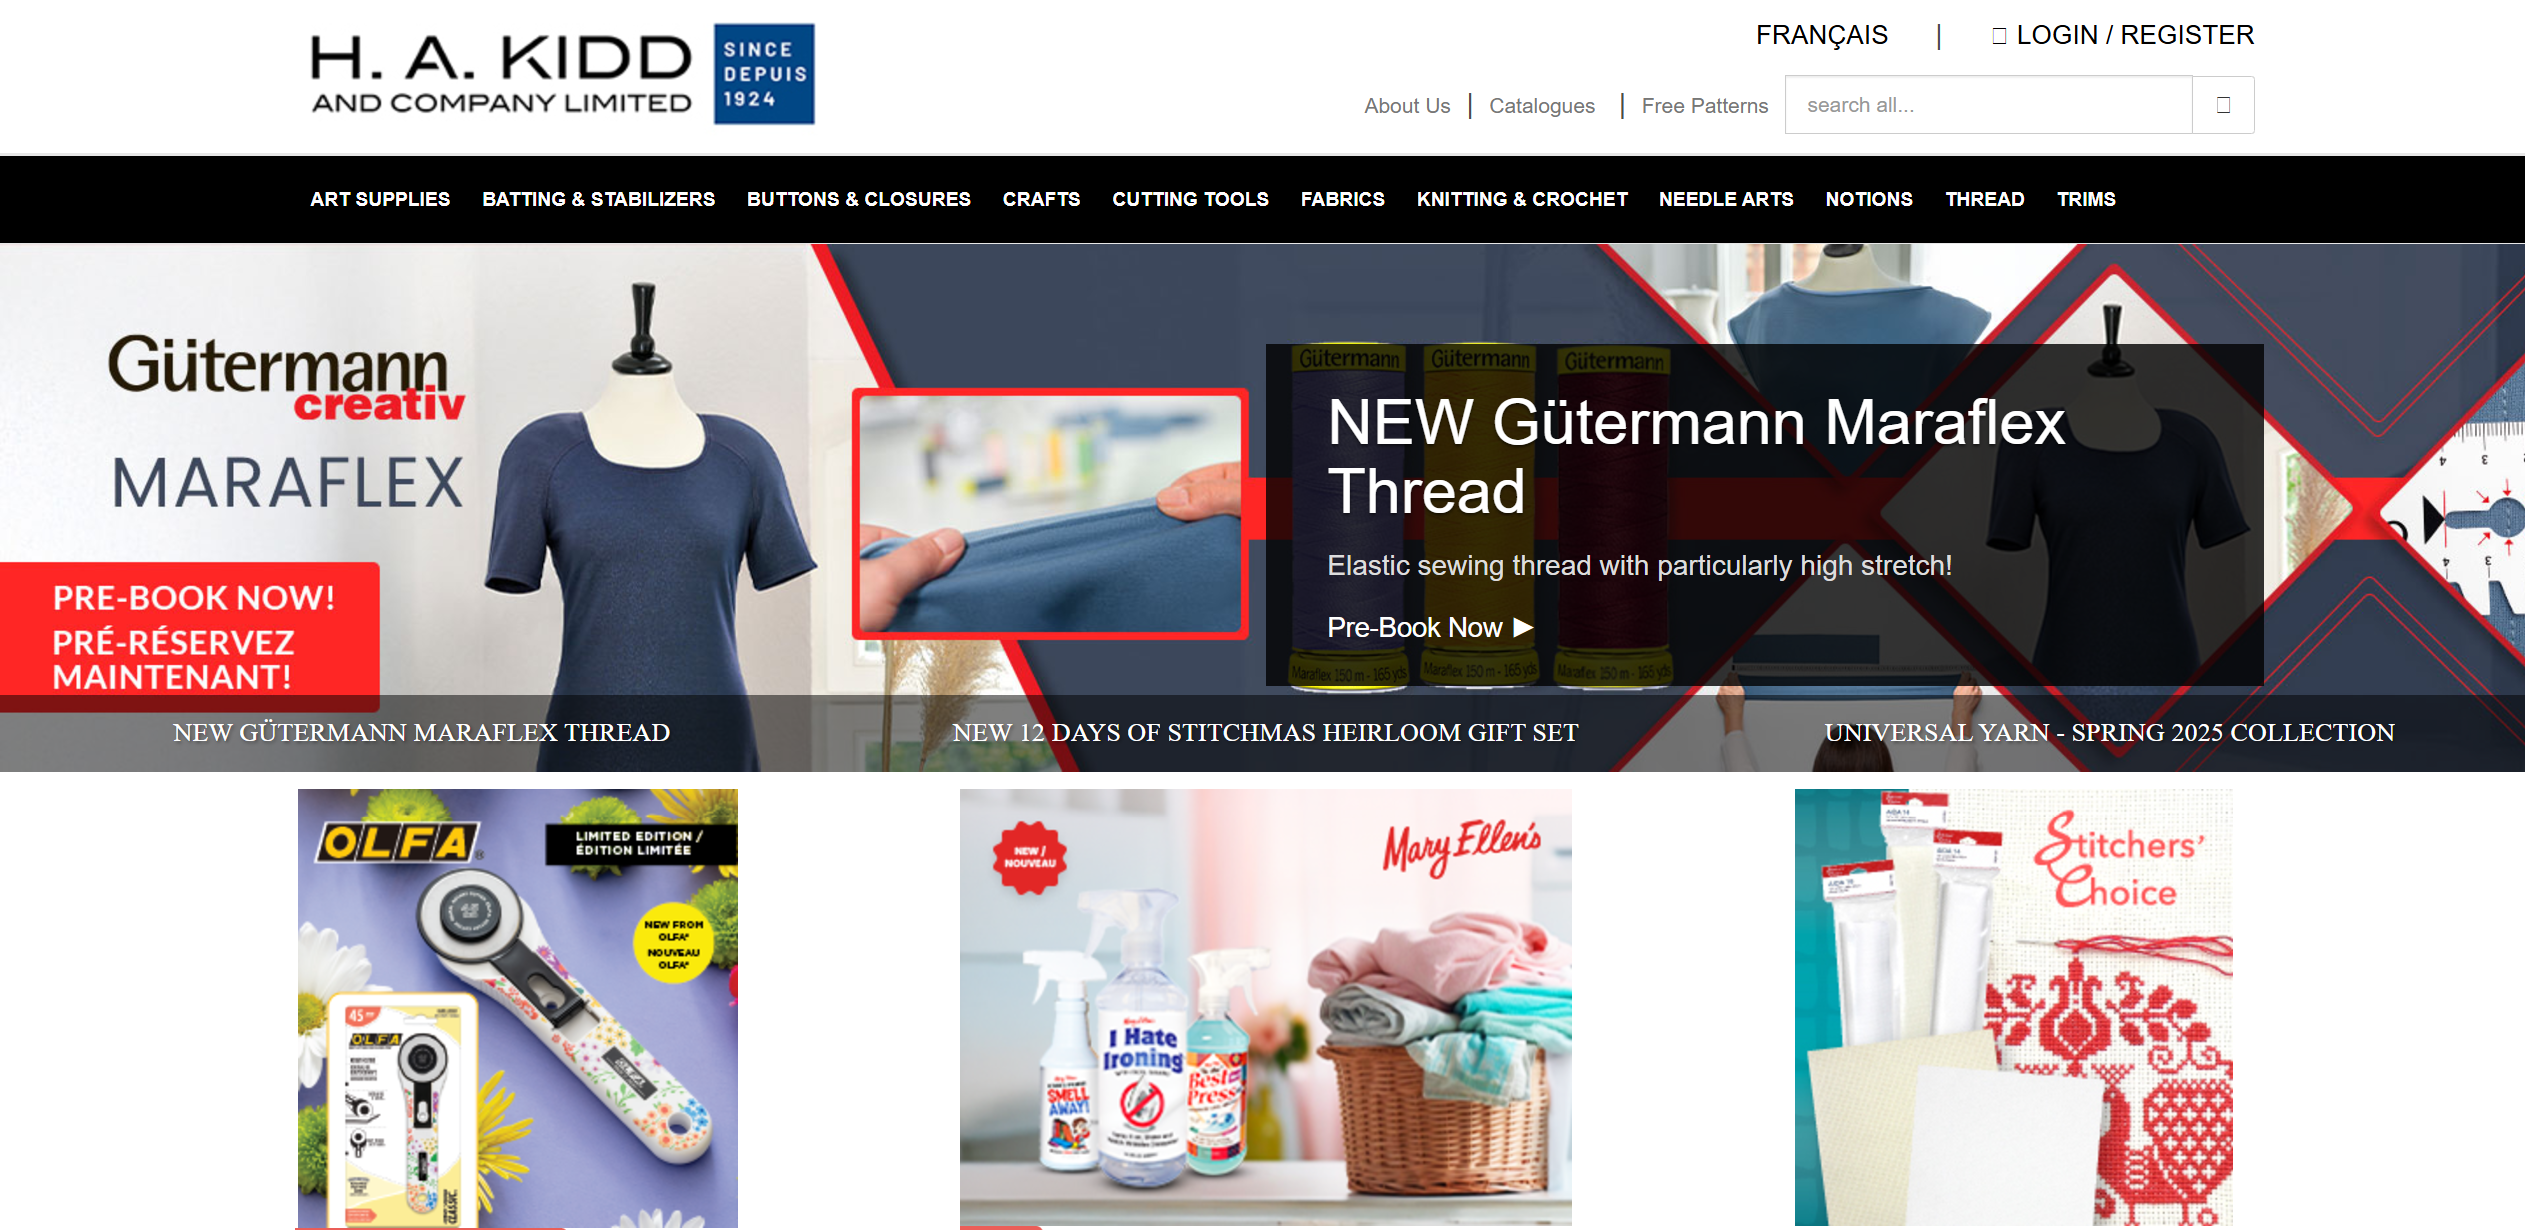 H. A. KIDD
AND COMPANY LIMITED
SINCE
DEPUIS
1924
FRANÇAIS | LOGIN / REGISTER
About Us | Catalogues | Free Patterns
search all...
ART SUPPLIES BATTING & STABILIZERS BUTTONS & CLOSURES CRAFTS CUTTING TOOLS FABRICS KNITTING & CROCHET NEEDLE ARTS NOTIONS THREAD TRIMS
Gütermann
creativ
MARAFLEX
PRE-BOOK NOW!
PRÉ-RÉSERVEZ
MAINTENANT!
Gütermann Gütermann Gütermann
NEW Gütermann Maraflex
Thread
Elastic sewing thread with particularly high stretch!
Pre-Book Now ►
Maraflex 150 m - 165 yds Maraflex 150 m - 165 yds Maraflex 150 m - 165 yds
NEW GÜTERMANN MARAFLEX THREAD
NEW 12 DAYS OF STITCHMAS HEIRLOOM GIFT SET
UNIVERSAL YARN - SPRING 2025 COLLECTION
OLFA®
LIMITED EDITION /
ÉDITION LIMITÉE
NEW FROM
OLFA®
NOUVEAU
OLFA®
45
OLFA
OLFA
CLASSIC
NEW /
NOUVEAU
Mary Ellen's
I Hate
Ironing
SMELL
AWAY!
Best
Press
Stitchers'
Choice